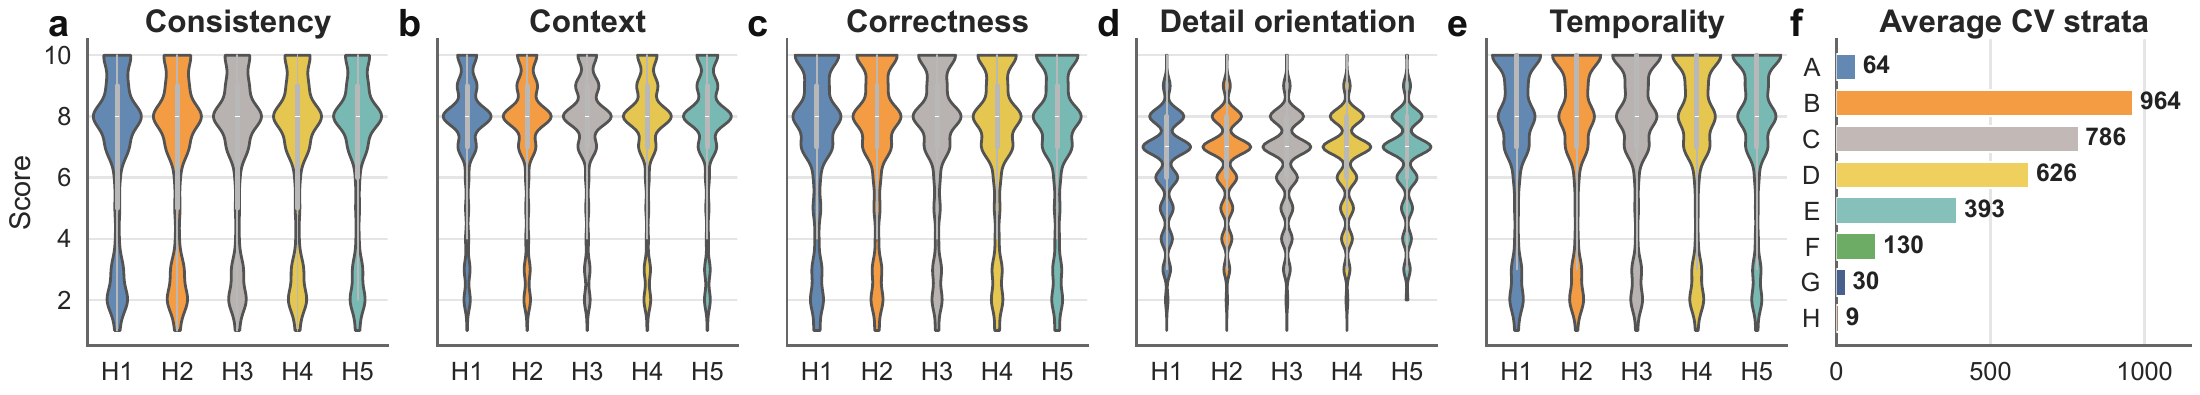 a Consistency
Score
10
8
6
4
2
H1 H2 H3 H4 H5
b Context
H1 H2 H3 H4 H5
c Correctness
H1 H2 H3 H4 H5
d Detail orientation
H1 H2 H3 H4 H5
e Temporality
H1 H2 H3 H4 H5
f Average CV strata
A 64
B 964
C 786
D 626
E 393
F 130
G 30
H 9
0 500 1000